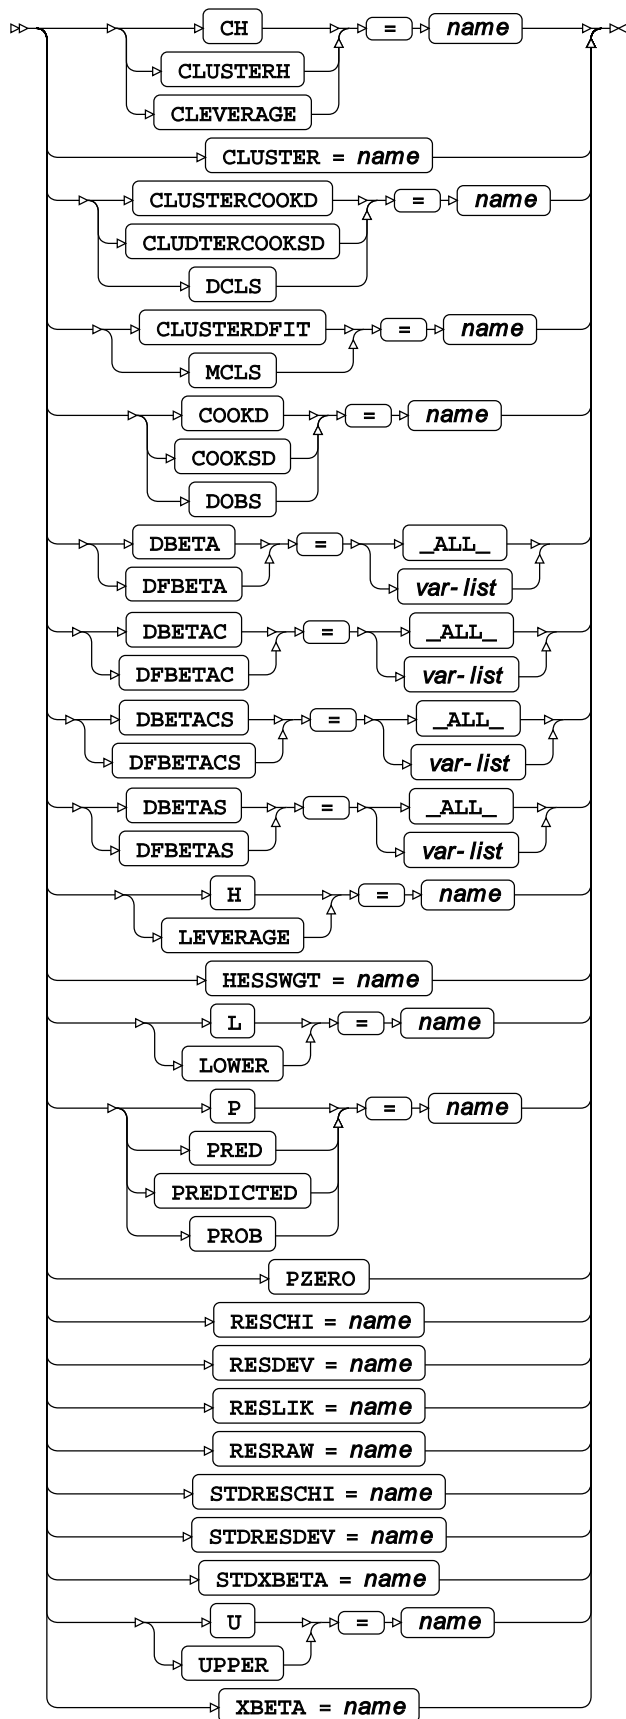 CH = name
CLUSTERH
CLEVERAGE
CLUSTER = name
CLUSTERCOOKD = name
CLUDTERCOOKSD
DCLS
CLUSTERDFIT = name
MCLS
COOKD = name
COOKSD
DOBS
DBETA = _ALL_
DFBETA var-list
DBETAC = _ALL_
DFBETAC var-list
DBETACS = _ALL_
DFBETACS var-list
DBETAS = _ALL_
DFBETAS var-list
H = name
LEVERAGE
HESSWGT = name
L = name
LOWER
P = name
PRED
PREDICTED
PROB
PZERO
RESCHI = name
RESDEV = name
RESLIK = name
RESRAW = name
STDRESCHI = name
STDRESDEV = name
STDXBETA = name
U = name
UPPER
XBETA = name